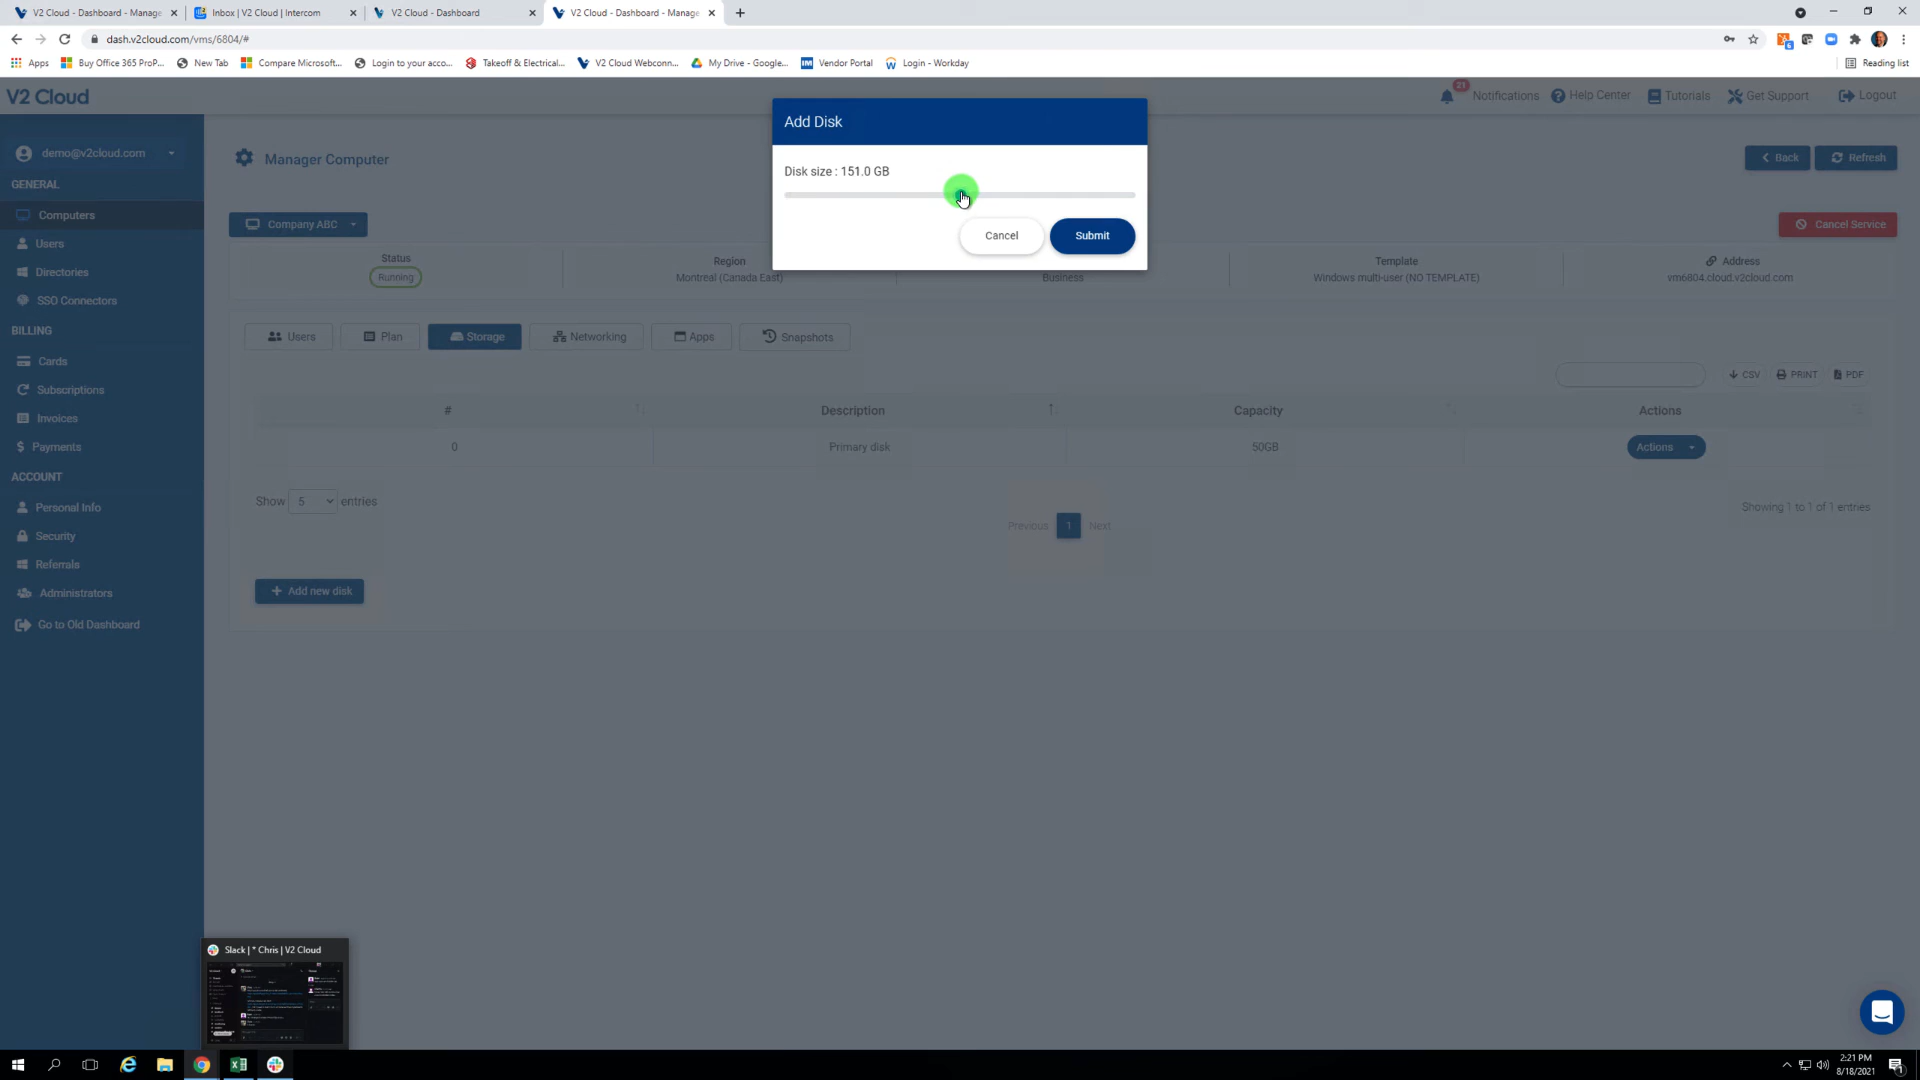 V2 Cloud - Dashboard - Manage
Inbox | V2 Cloud | Intercom
V2 Cloud - Dashboard
V2 Cloud - Dashboard - Manage
dash.v2cloud.com/vms/6804/#
Apps
Buy Office 365 ProP...
New Tab
Compare Microsoft...
Login to your acco...
Takeoff & Electrical...
V2 Cloud Webconn...
My Drive - Google...
Vendor Portal
Login - Workday
Reading list
V2 Cloud
21
Notifications
Help Center
Tutorials
Get Support
Logout
demo@v2cloud.com
GENERAL
Computers
Users
Directories
SSO Connectors
BILLING
Cards
Subscriptions
Invoices
Payments
ACCOUNT
Personal Info
Security
Referrals
Administrators
Go to Old Dashboard
Manager Computer
Back
Refresh
Add Disk
Disk size : 151.0 GB
Cancel
Submit
Company ABC
Cancel Service
Status
Running
Region
Montreal (Canada East)
Business
Template
Windows multi-user (NO TEMPLATE)
Address
vm6804.cloud.v2cloud.com
Users
Plan
Storage
Networking
Apps
Snapshots
CSV
PRINT
PDF
#
Description
Capacity
Actions
0
Primary disk
50GB
Actions
Show 5 entries
Showing 1 to 1 of 1 entries
Previous
1
Next
Add new disk
Slack | * Chris | V2 Cloud
2:21 PM
8/18/2021